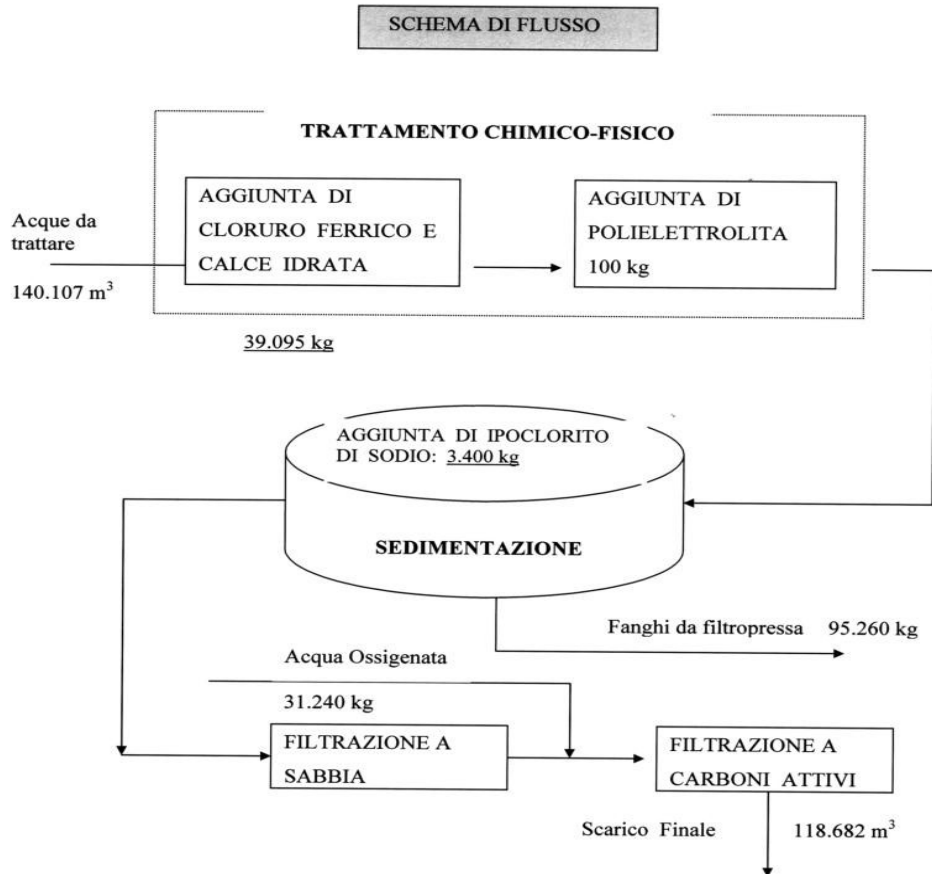 SCHEMA DI FLUSSO
TRATTAMENTO CHIMICO-FISICO
AGGIUNTA DI
CLORURO FERRICO E
CALCE IDRATA
AGGIUNTA DI
POLIELETTROLITA
100 kg
Acque da
trattare
140.107 m³
39.095 kg
AGGIUNTA DI IPOCLORITO
DI SODIO: 3.400 kg
SEDIMENTAZIONE
Fanghi da filtropressa 95.260 kg
Acqua Ossigenata
31.240 kg
FILTRAZIONE A
SABBIA
FILTRAZIONE A
CARBONI ATTIVI
Scarico Finale 118.682 m³